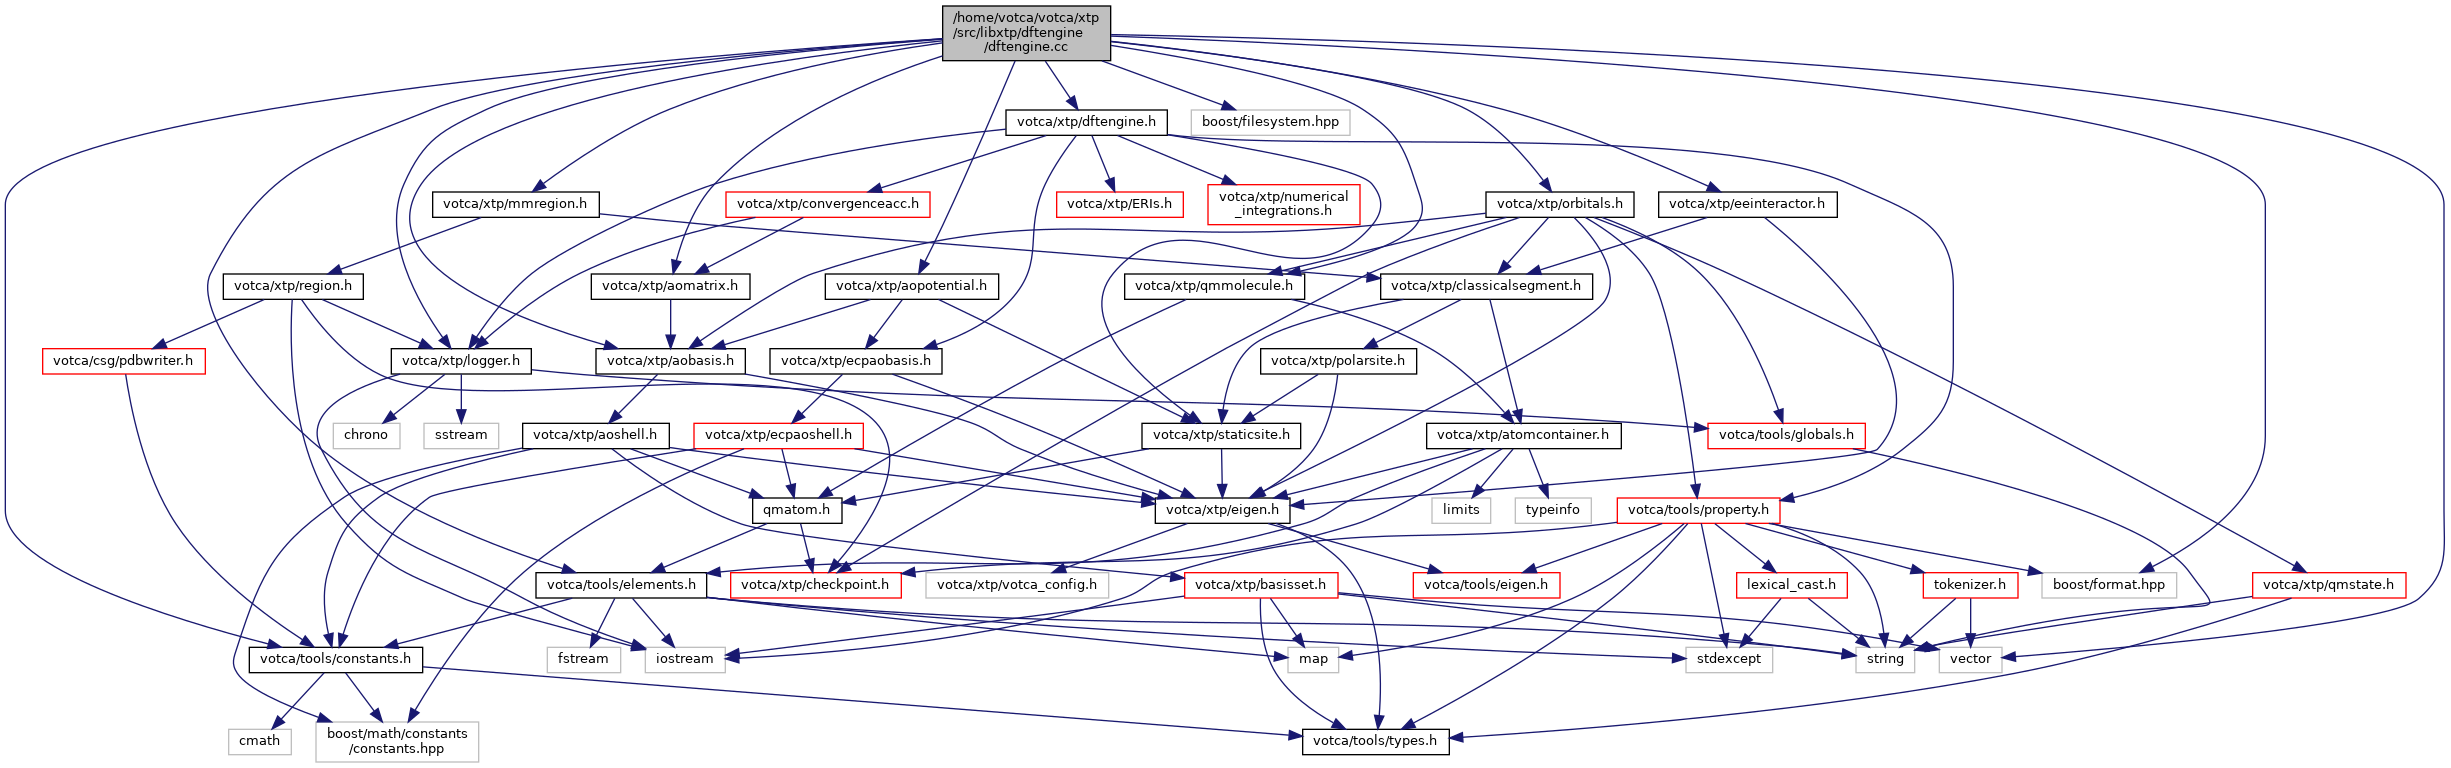 /home/votca/votca/xtp
/src/libxtp/dftengine
/dftengine.cc
votca/xtp/dftengine.h
boost/filesystem.hpp
votca/xtp/mmregion.h
votca/xtp/convergenceacc.h
votca/xtp/ERIs.h
votca/xtp/numerical
_integrations.h
votca/xtp/orbitals.h
votca/xtp/eeinteractor.h
votca/xtp/region.h
votca/xtp/aomatrix.h
votca/xtp/aopotential.h
votca/xtp/qmmolecule.h
votca/xtp/classicalsegment.h
votca/csg/pdbwriter.h
votca/xtp/logger.h
votca/xtp/aobasis.h
votca/xtp/ecpaobasis.h
votca/xtp/polarsite.h
chrono
sstream
votca/xtp/aoshell.h
votca/xtp/ecpaoshell.h
votca/xtp/staticsite.h
votca/xtp/atomcontainer.h
votca/tools/globals.h
qmatom.h
votca/xtp/eigen.h
limits
typeinfo
votca/tools/property.h
votca/tools/elements.h
votca/xtp/checkpoint.h
votca/xtp/votca_config.h
votca/xtp/basisset.h
votca/tools/eigen.h
lexical_cast.h
tokenizer.h
boost/format.hpp
votca/xtp/qmstate.h
votca/tools/constants.h
fstream
iostream
map
stdexcept
string
vector
cmath
boost/math/constants
/constants.hpp
votca/tools/types.h